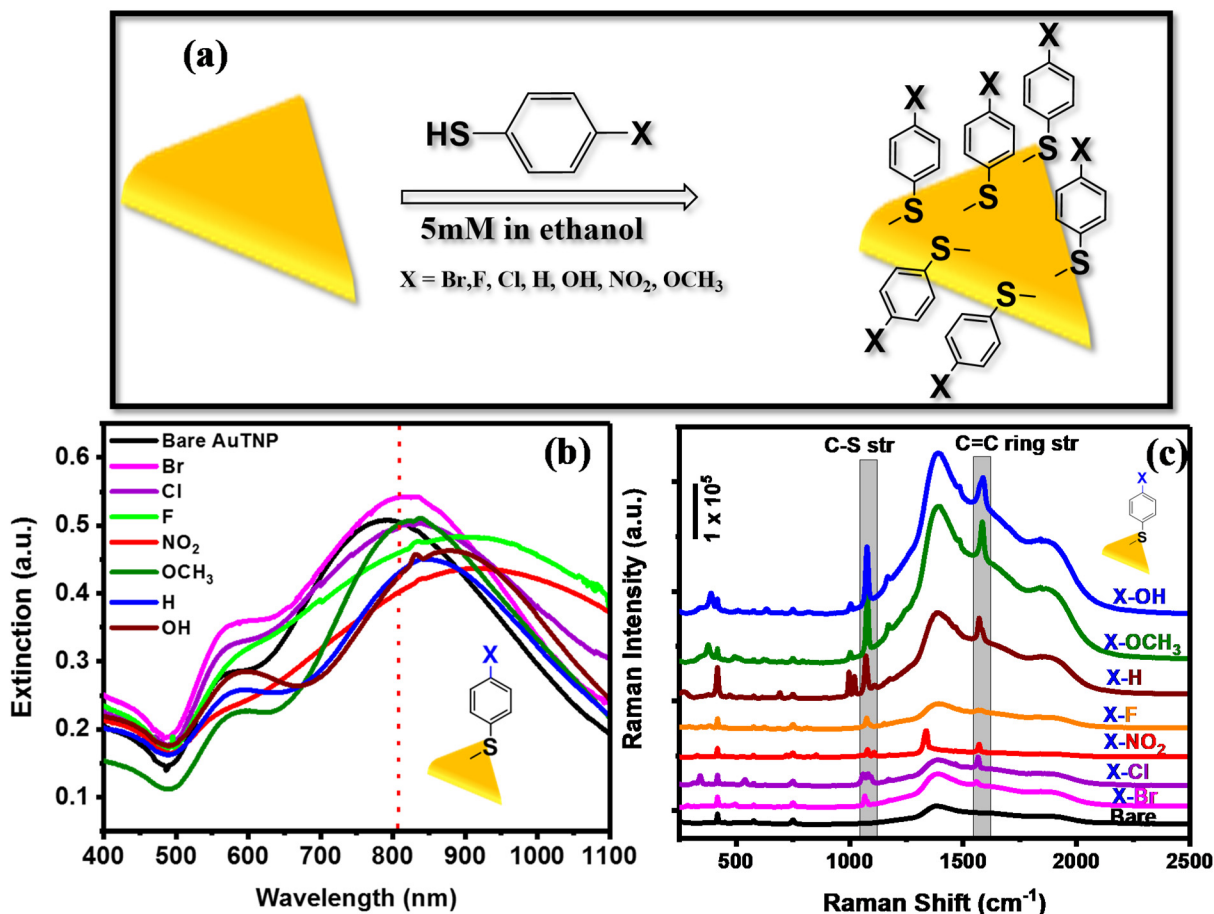 (a)
HS
X
5mM in ethanol
X = Br,F, Cl, H, OH, NO₂, OCH₃
X
X
X
X
S
S
S
S
S
S
X
X
(b)
Bare AuTNP
Br
Cl
F
NO₂
OCH₃
H
OH
Extinction (a.u.)
0.6
0.5
0.4
0.3
0.2
0.1
400 500 600 700 800 900 1000 1100
Wavelength (nm)
X
S
(c)
C-S str
C=C ring str
1 x 10⁵
X
S
X-OH
X-OCH₃
X-H
X-F
X-NO₂
X-Cl
X-Br
Bare
Raman Intensity (a.u.)
500 1000 1500 2000 2500
Raman Shift (cm⁻¹)